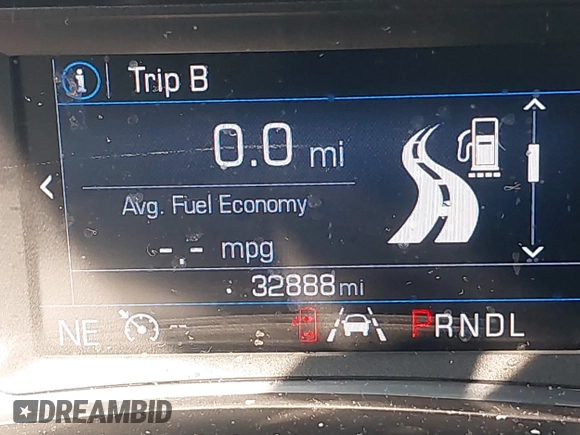 i Trip B
0.0 mi
Avg. Fuel Economy
-.- mpg
32888 mi
NE -- PRNDL
DREAMBID